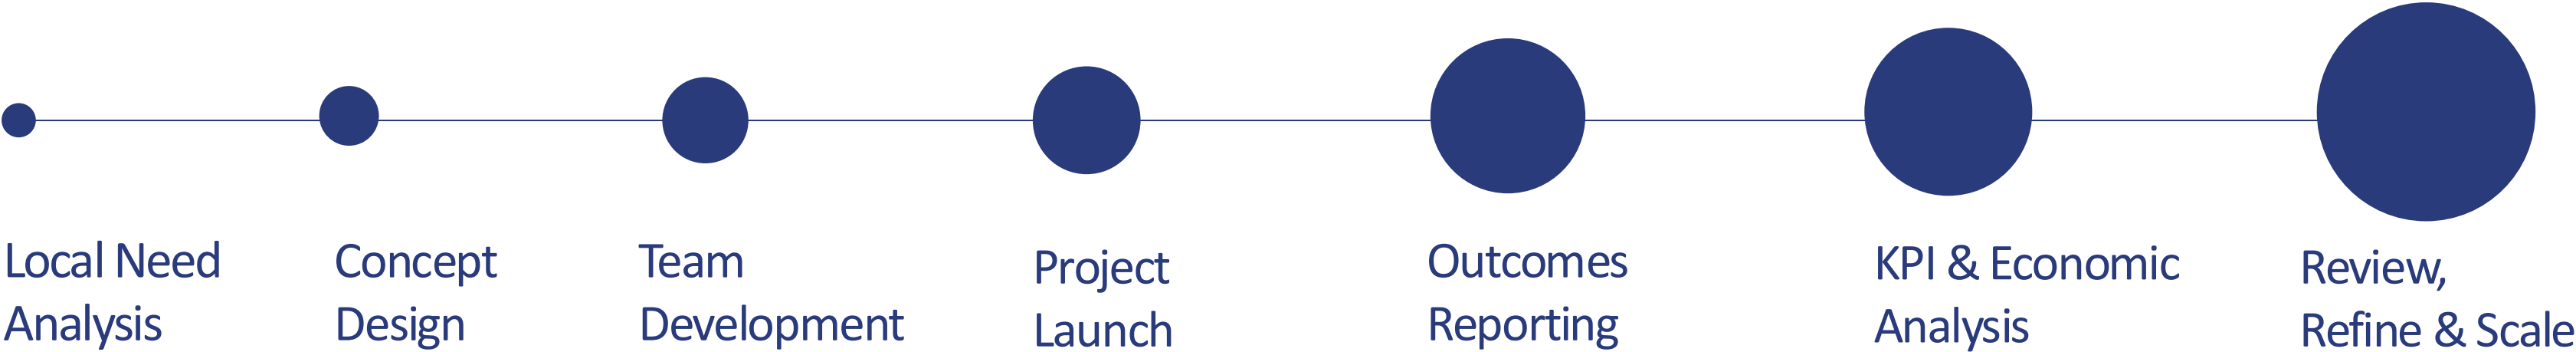 Local Need
Analysis
Concept
Design
Team
Development
Project
Launch
Outcomes
Reporting
KPI & Economic
Analysis
Review,
Refine & Scale